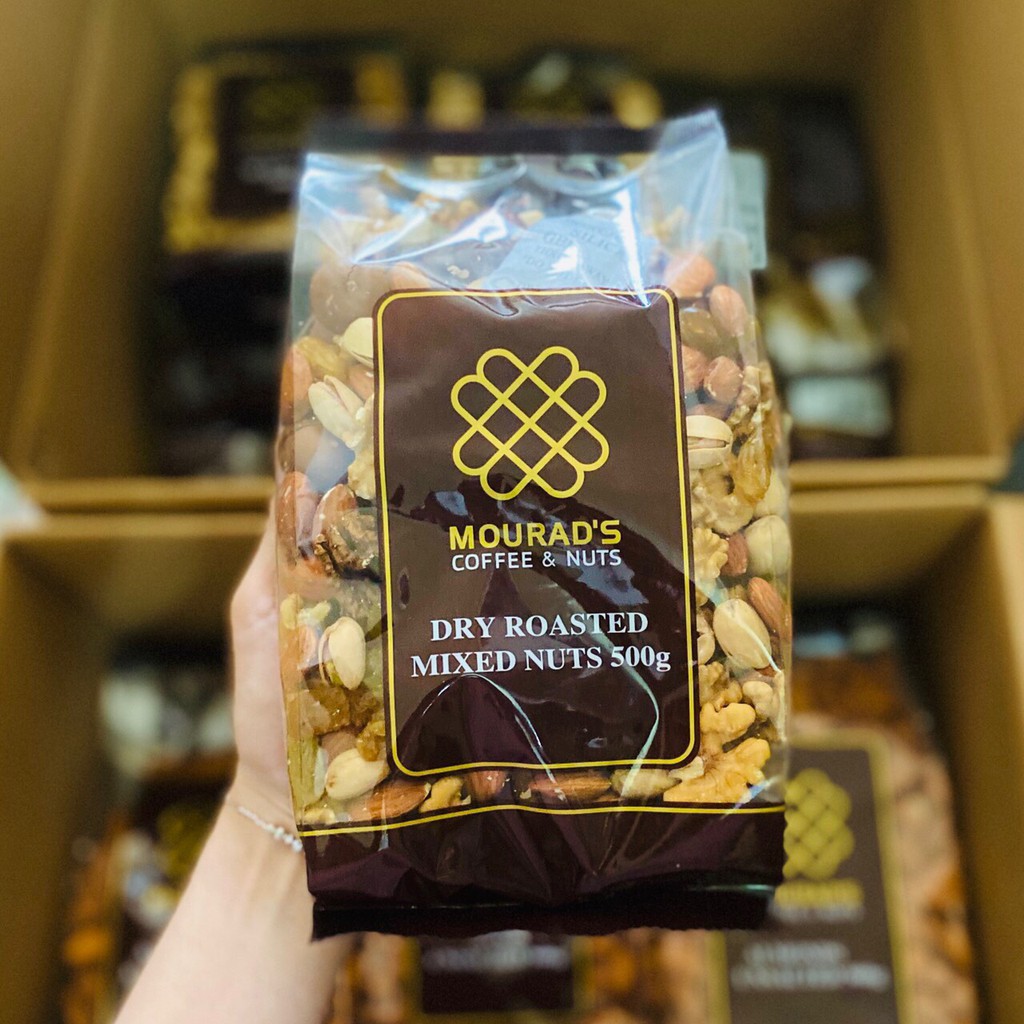 MOURAD'S
COFFEE & NUTS
DRY ROASTED
MIXED NUTS 500g